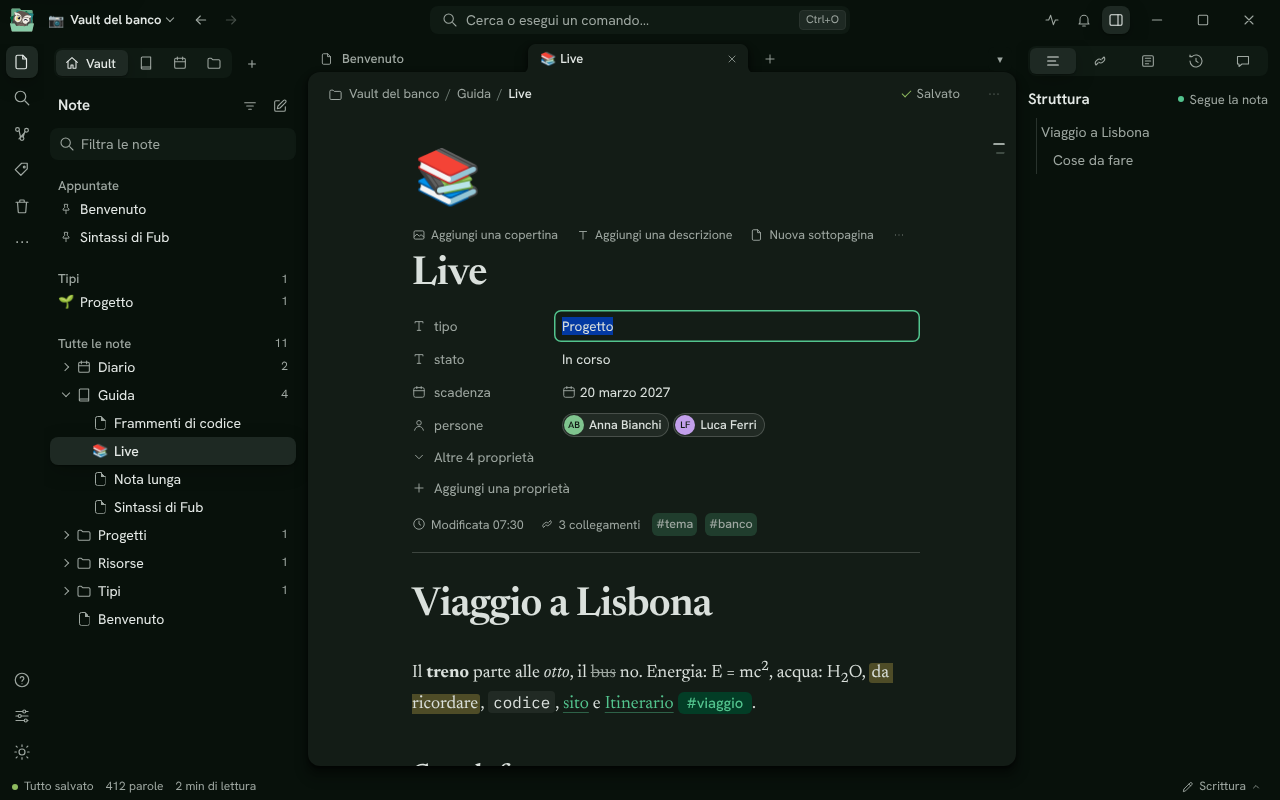 Vault del banco
Cerca o esegui un comando...
Ctrl+O
Vault
Benvenuto
Live
Note
Filtra le note
Appuntate
Benvenuto
Sintassi di Fub
Tipi 1
Progetto 1
Tutte le note 11
Diario 2
Guida 4
Frammenti di codice
Live
Nota lunga
Sintassi di Fub
Progetti 1
Risorse 1
Tipi 1
Benvenuto
Vault del banco / Guida / Live
Salvato
Aggiungi una copertina
Aggiungi una descrizione
Nuova sottopagina
Live
tipo Progetto
stato In corso
scadenza 20 marzo 2027
persone AB Anna Bianchi LF Luca Ferri
Altre 4 proprietà
Aggiungi una proprietà
Modificata 07:30 3 collegamenti #tema #banco
Viaggio a Lisbona
Il treno parte alle otto, il bus no. Energia: E = mc², acqua: H₂O, da
ricordare, codice, sito e Itinerario #viaggio.
Struttura
Segue la nota
Viaggio a Lisbona
Cose da fare
Tutto salvato 412 parole 2 min di lettura
Scrittura